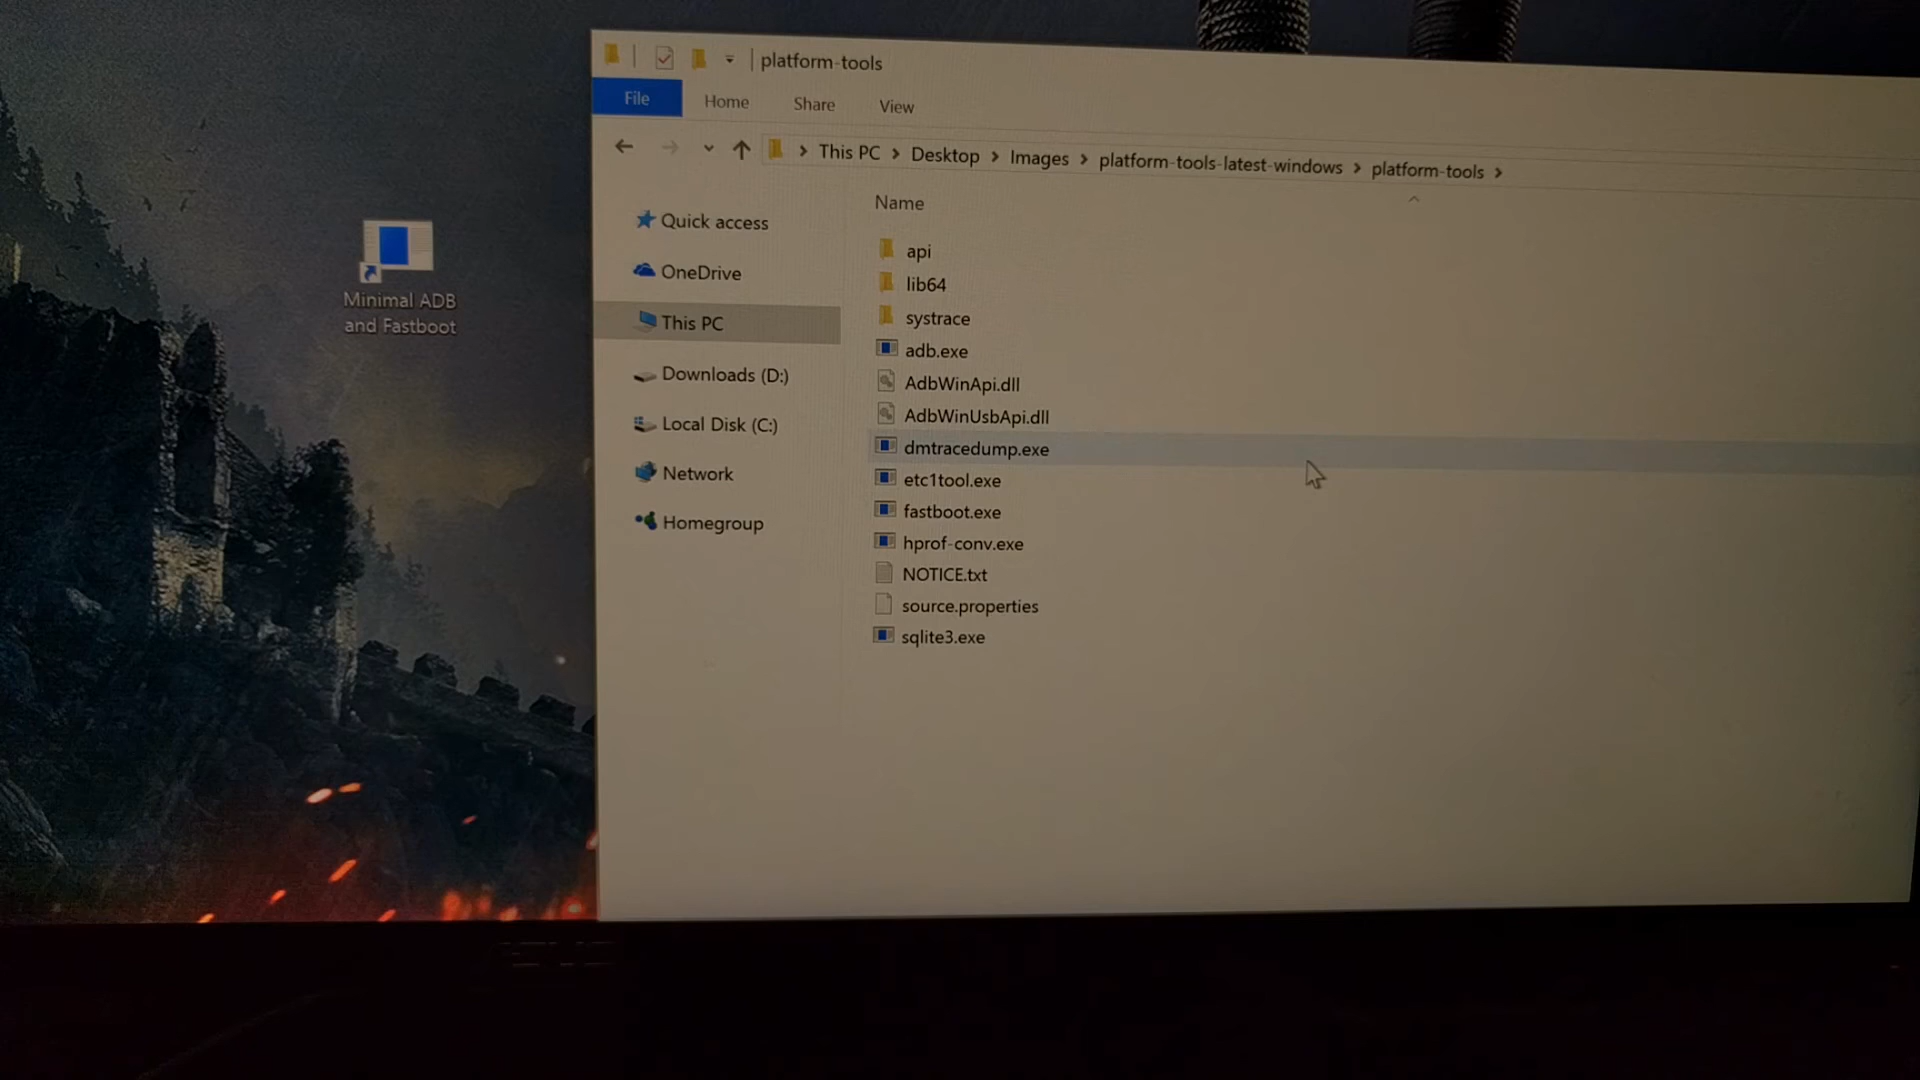 platform-tools
File Home Share View
This PC > Desktop > Images > platform-tools-latest-windows > platform-tools >
Name
Quick access
OneDrive
This PC
Downloads (D:)
Local Disk (C:)
Network
Homegroup
api
lib64
systrace
adb.exe
AdbWinApi.dll
AdbWinUsbApi.dll
dmtracedump.exe
etc1tool.exe
fastboot.exe
hprof-conv.exe
NOTICE.txt
source.properties
sqlite3.exe
Minimal ADB
and Fastboot